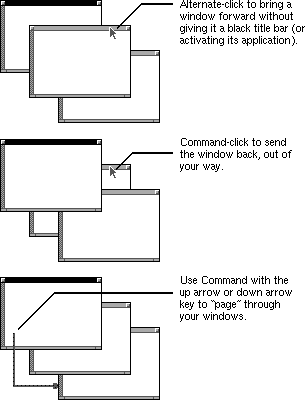 Alternate-click to bring a
window forward without
giving it a black title bar (or
activating its application).
Command-click to send
the window back, out of
your way.
Use Command with the
up arrow or down arrow
key to “page” through
your windows.